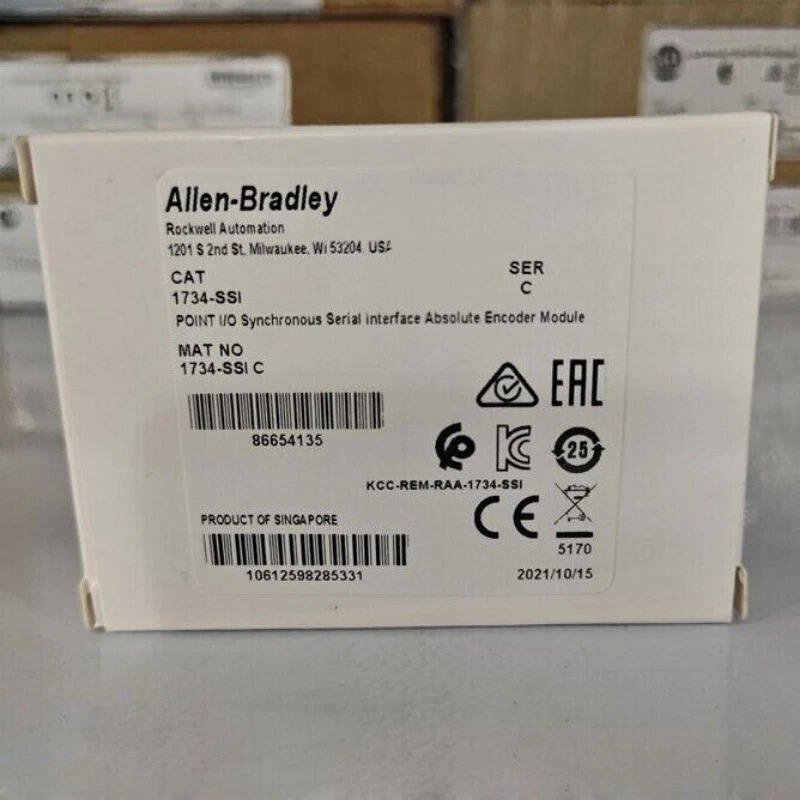 Allen-Bradley
Rockwell Automation
1201 S 2nd St, Milwaukee, Wi 53204. USA
CAT
1734-SSI
SER
C
POINT I/O Synchronous Serial Interface Absolute Encoder Module
MAT NO
1734-SSI C
86654135
EAC
25
KCC-REM-RAA-1734-SSI
CE
PRODUCT OF SINGAPORE
5170
10612598285331
2021/10/15